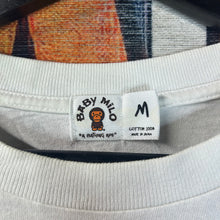 BABY MILO
"A BATHING APE"
M
COTTON 100%
MADE IN JAPAN